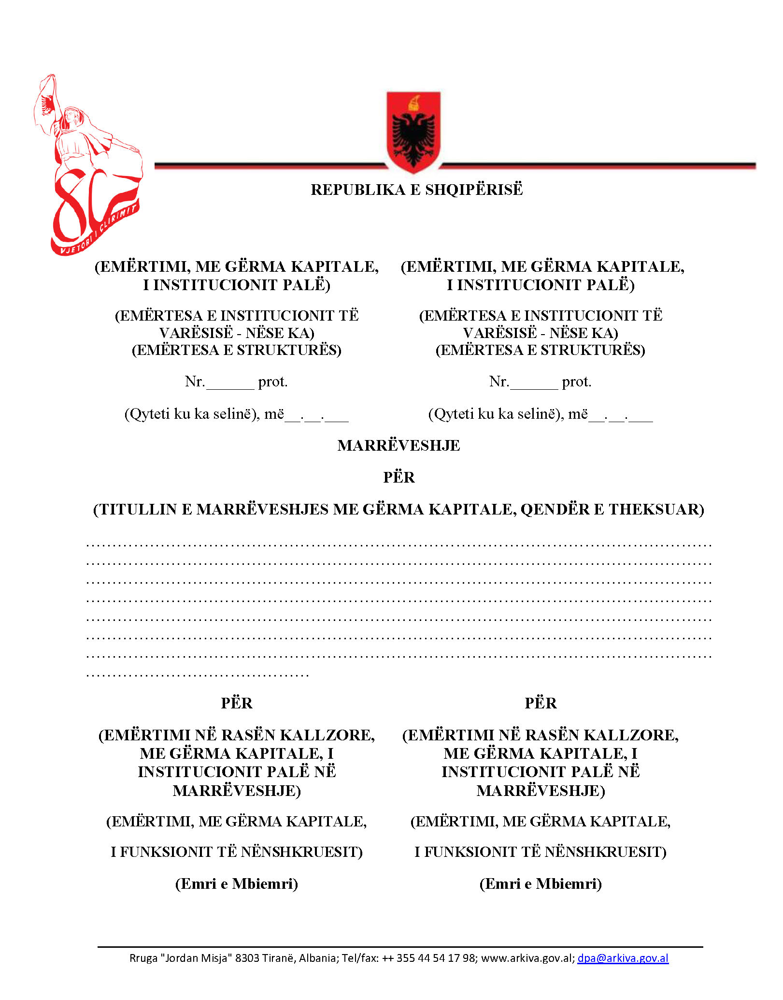 80
VJETORI I ÇLIRIMIT
REPUBLIKA E SHQIPËRISË
(EMËRTIMI, ME GËRMA KAPITALE,
I INSTITUCIONIT PALË)
(EMËRTESA E INSTITUCIONIT TË
VARËSISË - NËSE KA)
(EMËRTESA E STRUKTURËS)
Nr.______ prot.
(Qyteti ku ka selinë), më__.__.___
(EMËRTIMI, ME GËRMA KAPITALE,
I INSTITUCIONIT PALË)
(EMËRTESA E INSTITUCIONIT TË
VARËSISË - NËSE KA)
(EMËRTESA E STRUKTURËS)
Nr.______ prot.
(Qyteti ku ka selinë), më__.__.___
MARRËVESHJE
PËR
(TITULLIN E MARRËVESHJES ME GËRMA KAPITALE, QENDËR E THEKSUAR)
PËR
(EMËRTIMI NË RASËN KALLZORE,
ME GËRMA KAPITALE, I
INSTITUCIONIT PALË NË
MARRËVESHJE)
(EMËRTIMI, ME GËRMA KAPITALE,
I FUNKSIONIT TË NËNSHKRUESIT)
(Emri e Mbiemri)
PËR
(EMËRTIMI NË RASËN KALLZORE,
ME GËRMA KAPITALE, I
INSTITUCIONIT PALË NË
MARRËVESHJE)
(EMËRTIMI, ME GËRMA KAPITALE,
I FUNKSIONIT TË NËNSHKRUESIT)
(Emri e Mbiemri)
Rruga "Jordan Misja" 8303 Tiranë, Albania; Tel/fax: ++ 355 44 54 17 98; www.arkiva.gov.al; dpa@arkiva.gov.al